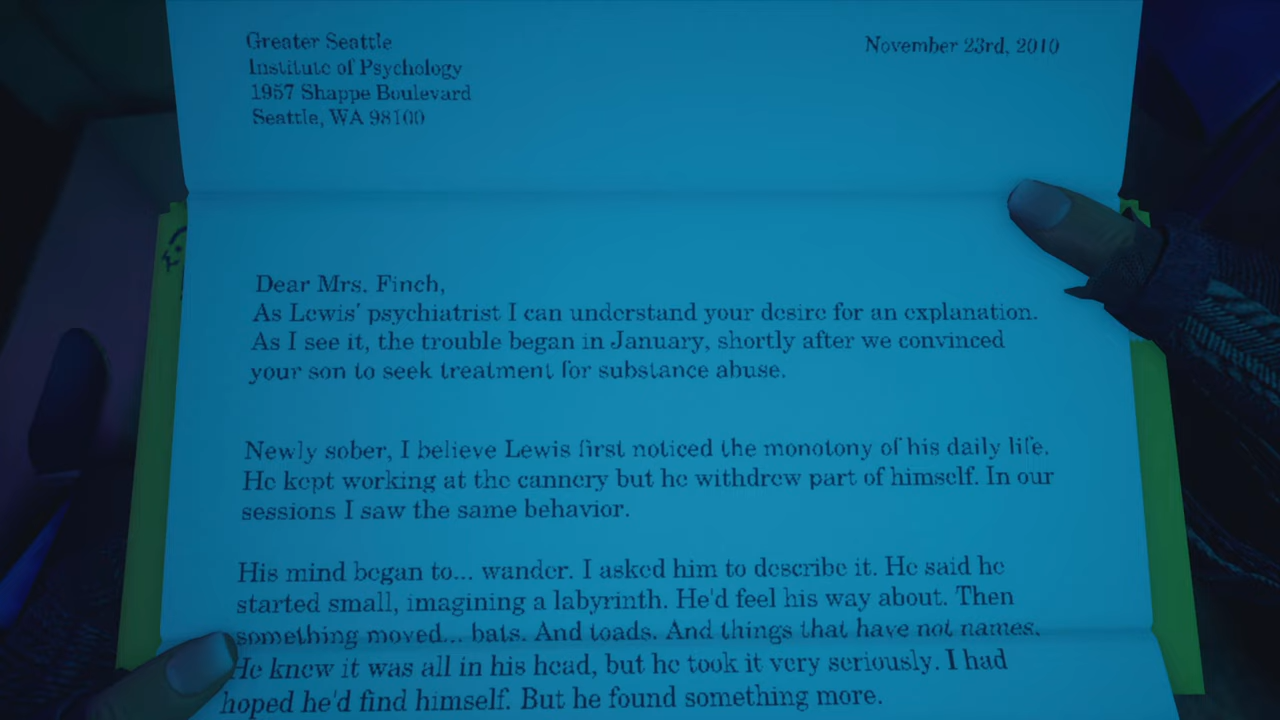 Greater Seattle
Institute of Psychology
1957 Shappe Boulevard
Seattle, WA 98100
November 23rd, 2010
Dear Mrs. Finch,
As Lewis' psychiatrist I can understand your desire for an explanation.
As I see it, the trouble began in January, shortly after we convinced
your son to seek treatment for substance abuse.
Newly sober, I believe Lewis first noticed the monotony of his daily life.
He kept working at the cannery but he withdrew part of himself. In our
sessions I saw the same behavior.
His mind began to... wander. I asked him to describe it. He said he
started small, imagining a labyrinth. He'd feel his way about. Then
something moved... bats. And toads. And things that have not names.
He knew it was all in his head, but he took it very seriously. I had
hoped he'd find himself. But he found something more.